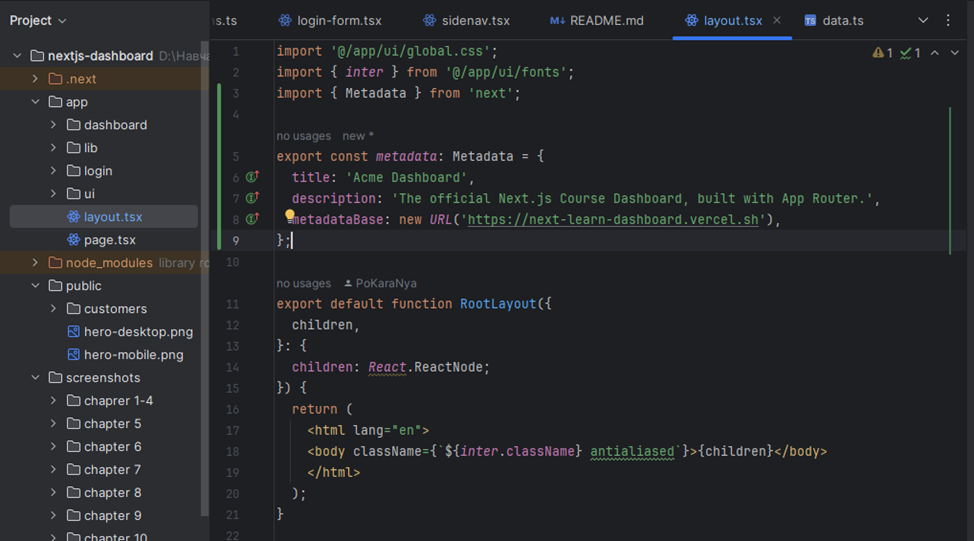 Project
ıs.ts
login-form.tsx
sidenav.tsx
M↓ README.md
layout.tsx
TS data.ts
nextjs-dashboard D:\Навча
.next
app
dashboard
lib
login
ui
layout.tsx
page.tsx
node_modules library ro
public
customers
hero-desktop.png
hero-mobile.png
screenshots
chaprer 1-4
chapter 5
chapter 6
chapter 7
chapter 8
chapter 9
chapter 10
1 1
1 import '@/app/ui/global.css';
2 import { inter } from '@/app/ui/fonts';
3 import { Metadata } from 'next';
4
no usages new *
5 export const metadata: Metadata = {
6 title: 'Acme Dashboard',
7 description: 'The official Next.js Course Dashboard, built with App Router.',
8 metadataBase: new URL('https://next-learn-dashboard.vercel.sh'),
9 };
10
no usages PoKaraNya
11 export default function RootLayout({
12 children,
13 }: {
14 children: React.ReactNode;
15 }) {
16 return (
17 <html lang="en">
18 <body className={`${inter.className} antialiased`}>{children}</body>
19 </html>
20 );
21 }
22